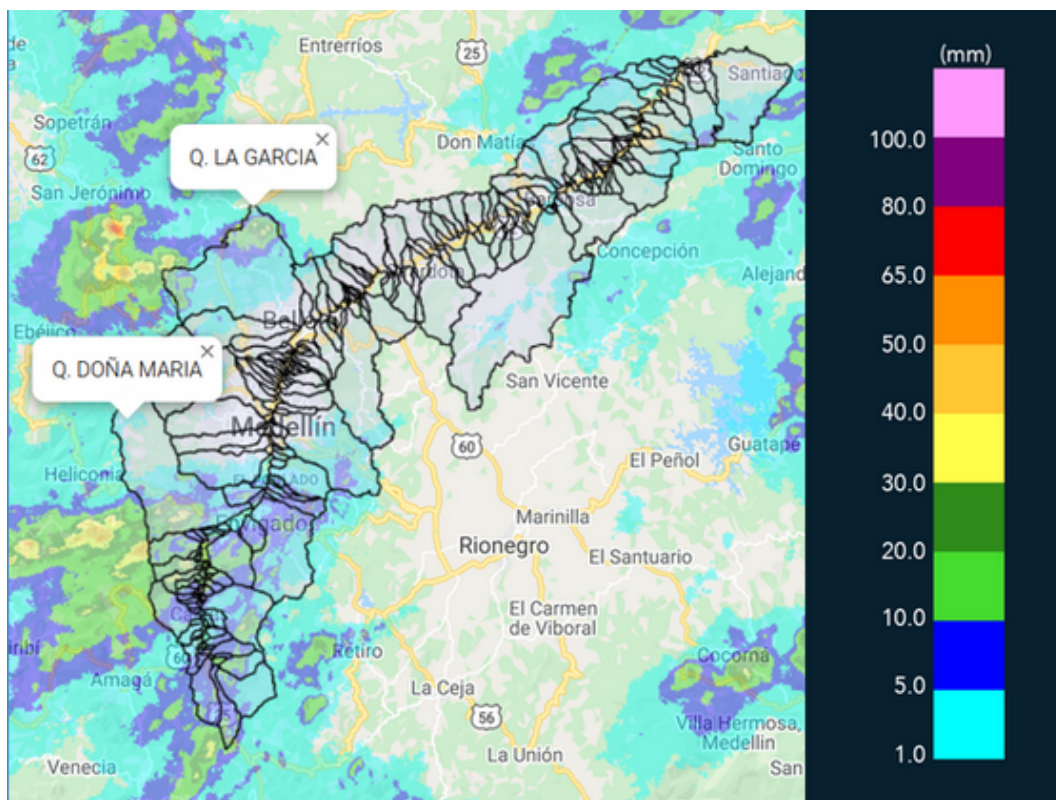 Entrerríos
25
Sopetrán
62
Don Matía
Santiago
Santo
Domingo
Q. LA GARCIA
San Jerónimo
Concepción
Alejand
Ebéjico
Q. DOÑA MARIA
San Vicente
Medellín
60
Guatapé
El Peñol
Heliconia
Marinilla
Rionegro
El Santuario
El Carmen
de Viboral
60
Retiro
Cocorná
Amagá
La Ceja
56
Villa Hermosa,
Medellin
La Unión
Venecia
San
(mm)
100.0
80.0
65.0
50.0
40.0
30.0
20.0
10.0
5.0
1.0